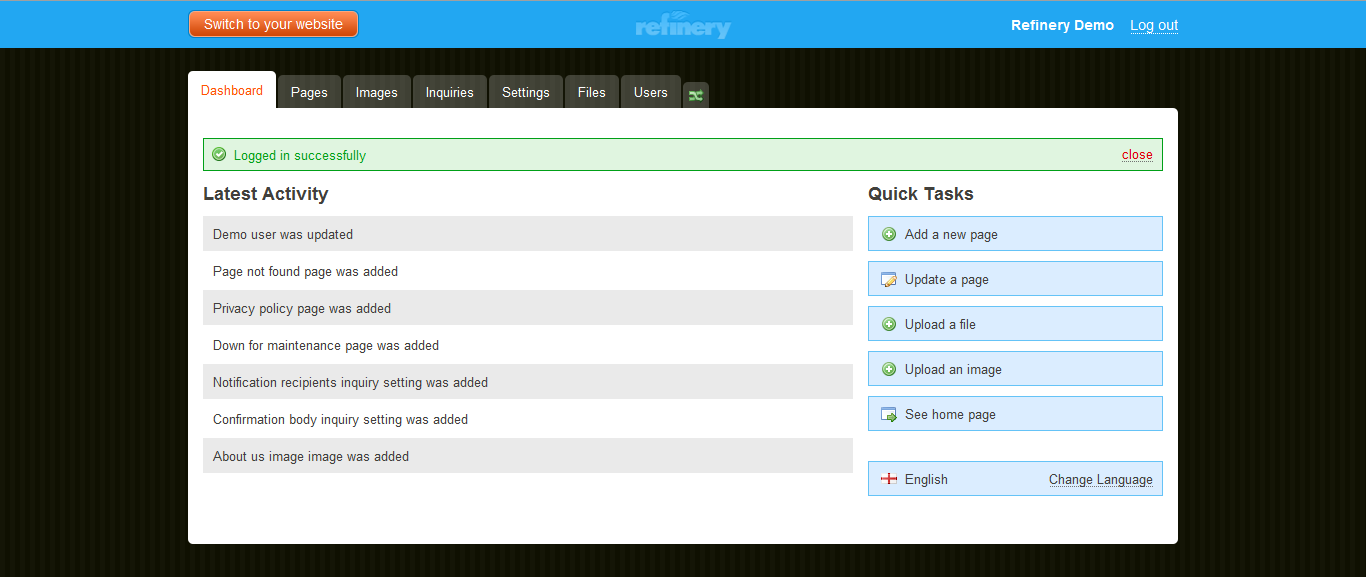 Switch to your website
refinery
Refinery Demo Log out
Dashboard Pages Images Inquiries Settings Files Users
Logged in successfully close
Latest Activity
Demo user was updated
Page not found page was added
Privacy policy page was added
Down for maintenance page was added
Notification recipients inquiry setting was added
Confirmation body inquiry setting was added
About us image image was added
Quick Tasks
Add a new page
Update a page
Upload a file
Upload an image
See home page
English Change Language